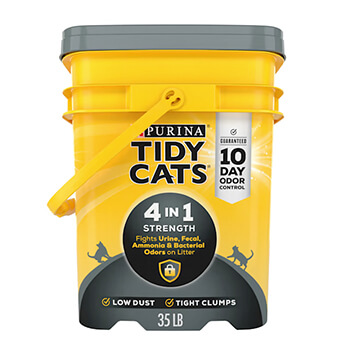 PURINA
TIDY
CATS®
GUARANTEED
10
DAY
ODOR
CONTROL
4 IN 1
STRENGTH
Fights Urine, Fecal,
Ammonia & Bacterial
Odors on Litter
LOW DUST
TIGHT CLUMPS
35 LB